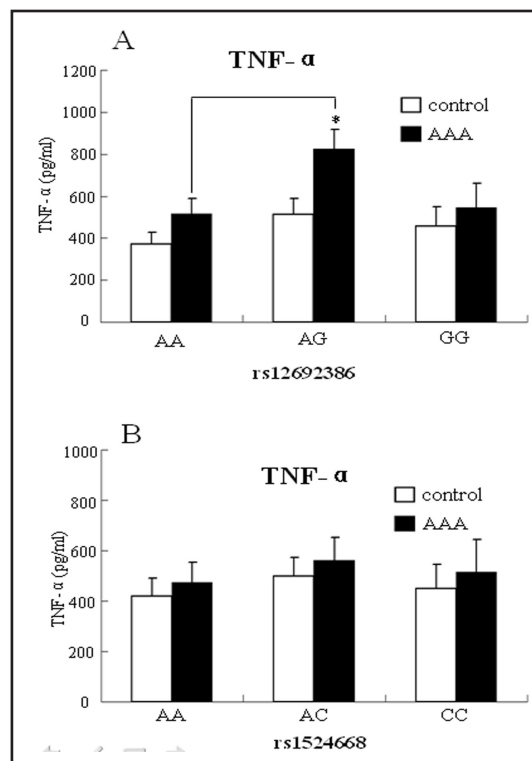 A
TNF-α
1200
1000
800
600
400
200
0
TNF-α (pg/ml)
control
AAA
*
AA AG GG
rs12692386
B
TNF-α
1000
800
600
400
200
0
TNF-α (pg/ml)
control
AAA
AA AC CC
rs1524668